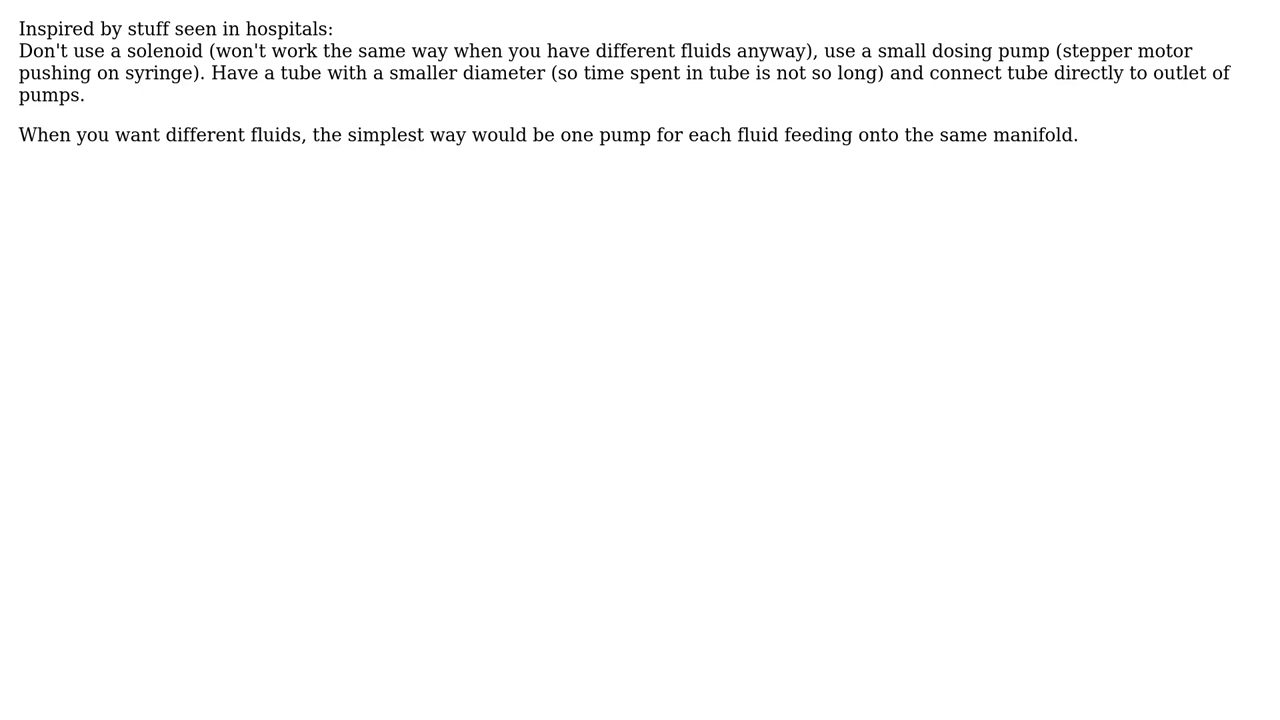 Inspired by stuff seen in hospitals:
Don't use a solenoid (won't work the same way when you have different fluids anyway), use a small dosing pump (stepper motor
pushing on syringe). Have a tube with a smaller diameter (so time spent in tube is not so long) and connect tube directly to outlet of
pumps.
When you want different fluids, the simplest way would be one pump for each fluid feeding onto the same manifold.